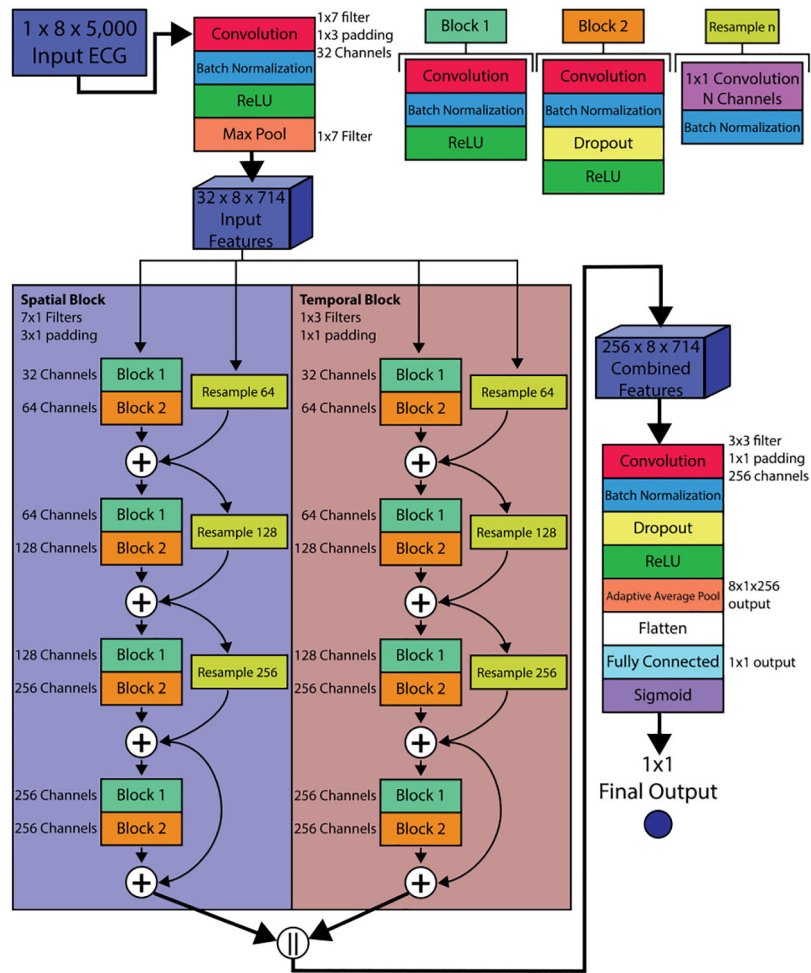 1 x 8 x 5,000
Input ECG
Convolution
Batch Normalization
ReLU
Max Pool
1x7 filter
1x3 padding
32 Channels
1x7 Filter
Block 1
Convolution
Batch Normalization
ReLU
Block 2
Convolution
Batch Normalization
Dropout
ReLU
Resample n
1x1 Convolution
N Channels
Batch Normalization
32 x 8 x 714
Input
Features
Spatial Block
7x1 Filters
3x1 padding
32 Channels
Block 1
64 Channels
Block 2
Resample 64
+
64 Channels
Block 1
128 Channels
Block 2
Resample 128
+
128 Channels
Block 1
256 Channels
Block 2
Resample 256
+
256 Channels
Block 1
256 Channels
Block 2
+
Temporal Block
1x3 Filters
1x1 padding
32 Channels
Block 1
64 Channels
Block 2
Resample 64
+
64 Channels
Block 1
128 Channels
Block 2
Resample 128
+
128 Channels
Block 1
256 Channels
Block 2
Resample 256
+
256 Channels
Block 1
256 Channels
Block 2
+
||
256 x 8 x 714
Combined
Features
Convolution
3x3 filter
1x1 padding
256 channels
Batch Normalization
Dropout
ReLU
Adaptive Average Pool
8x1x256
output
Flatten
Fully Connected
1x1 output
Sigmoid
1x1
Final Output